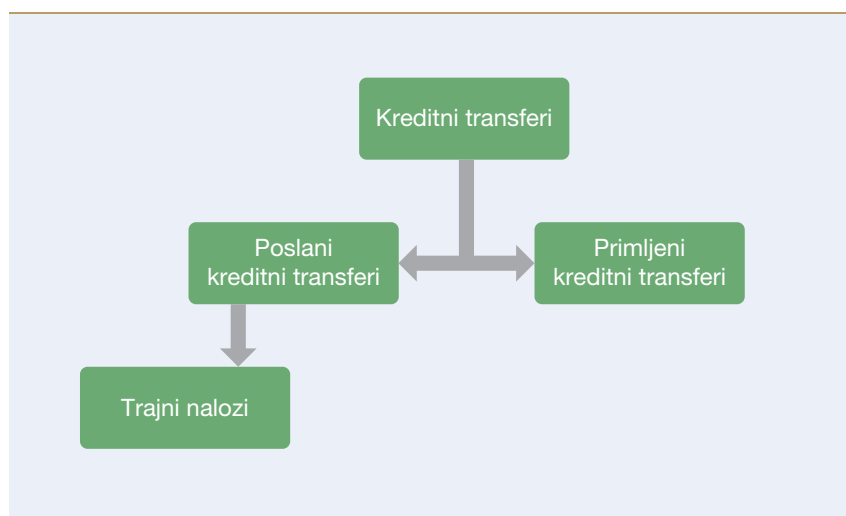 Kreditni transferi
Poslani
kreditni transferi
Primljeni
kreditni transferi
Trajni nalozi